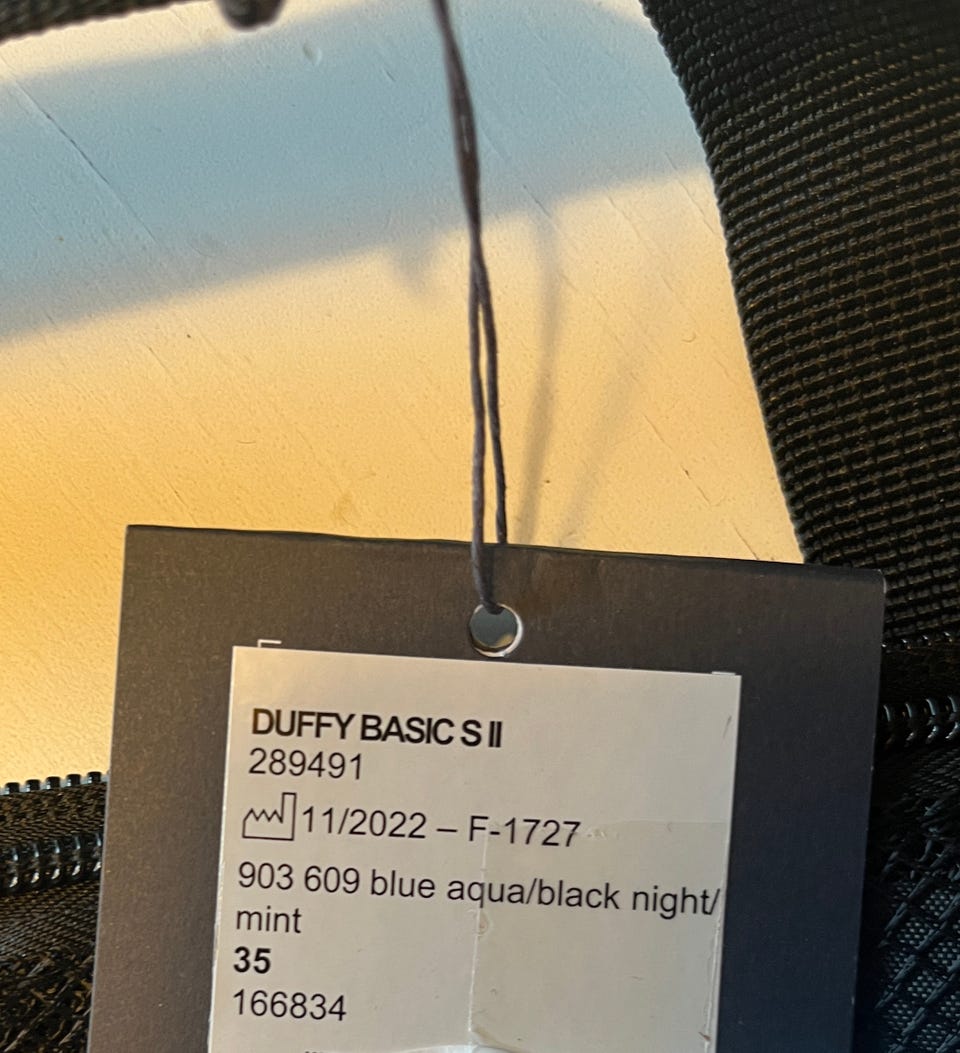 DUFFY BASIC S II
289491
11/2022 – F-1727
903 609 blue aqua/black night/
mint
35
166834